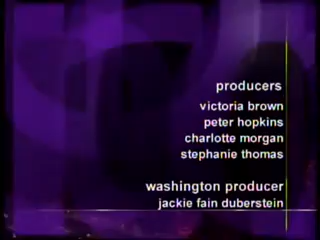 producers
victoria brown
peter hopkins
charlotte morgan
stephanie thomas
washington producer
jackie fain duberstein